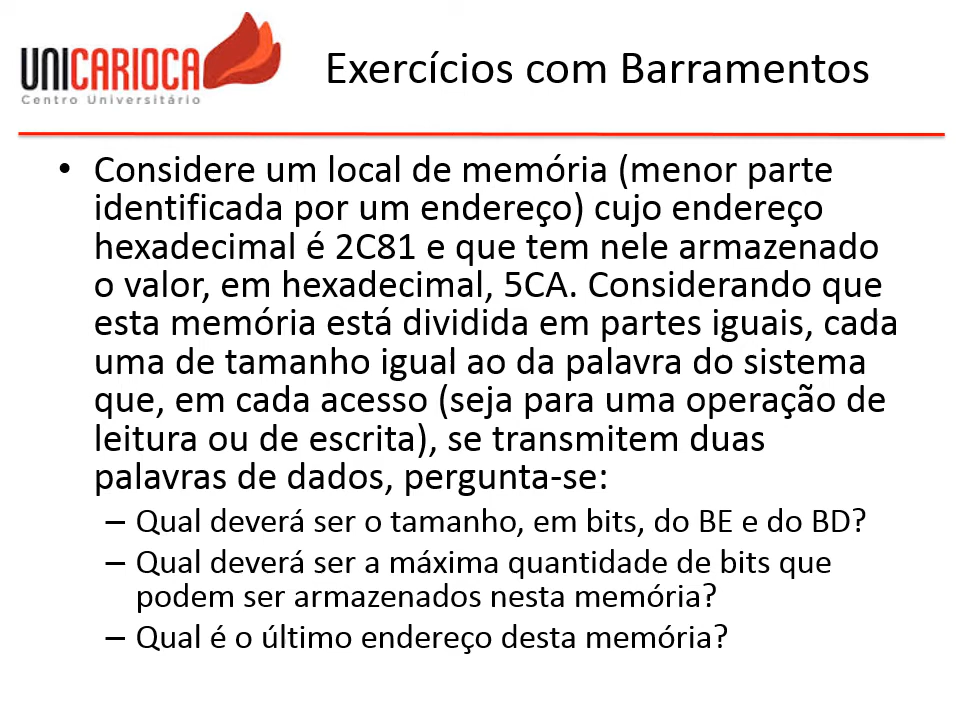 UNICARIOCA
Centro Universitário
Exercícios com Barramentos
• Considere um local de memória (menor parte
identificada por um endereço) cujo endereço
hexadecimal é 2C81 e que tem nele armazenado
o valor, em hexadecimal, 5CA. Considerando que
esta memória está dividida em partes iguais, cada
uma de tamanho igual ao da palavra do sistema
que, em cada acesso (seja para uma operação de
leitura ou de escrita), se transmitem duas
palavras de dados, pergunta-se:
– Qual deverá ser o tamanho, em bits, do BE e do BD?
– Qual deverá ser a máxima quantidade de bits que
podem ser armazenados nesta memória?
– Qual é o último endereço desta memória?